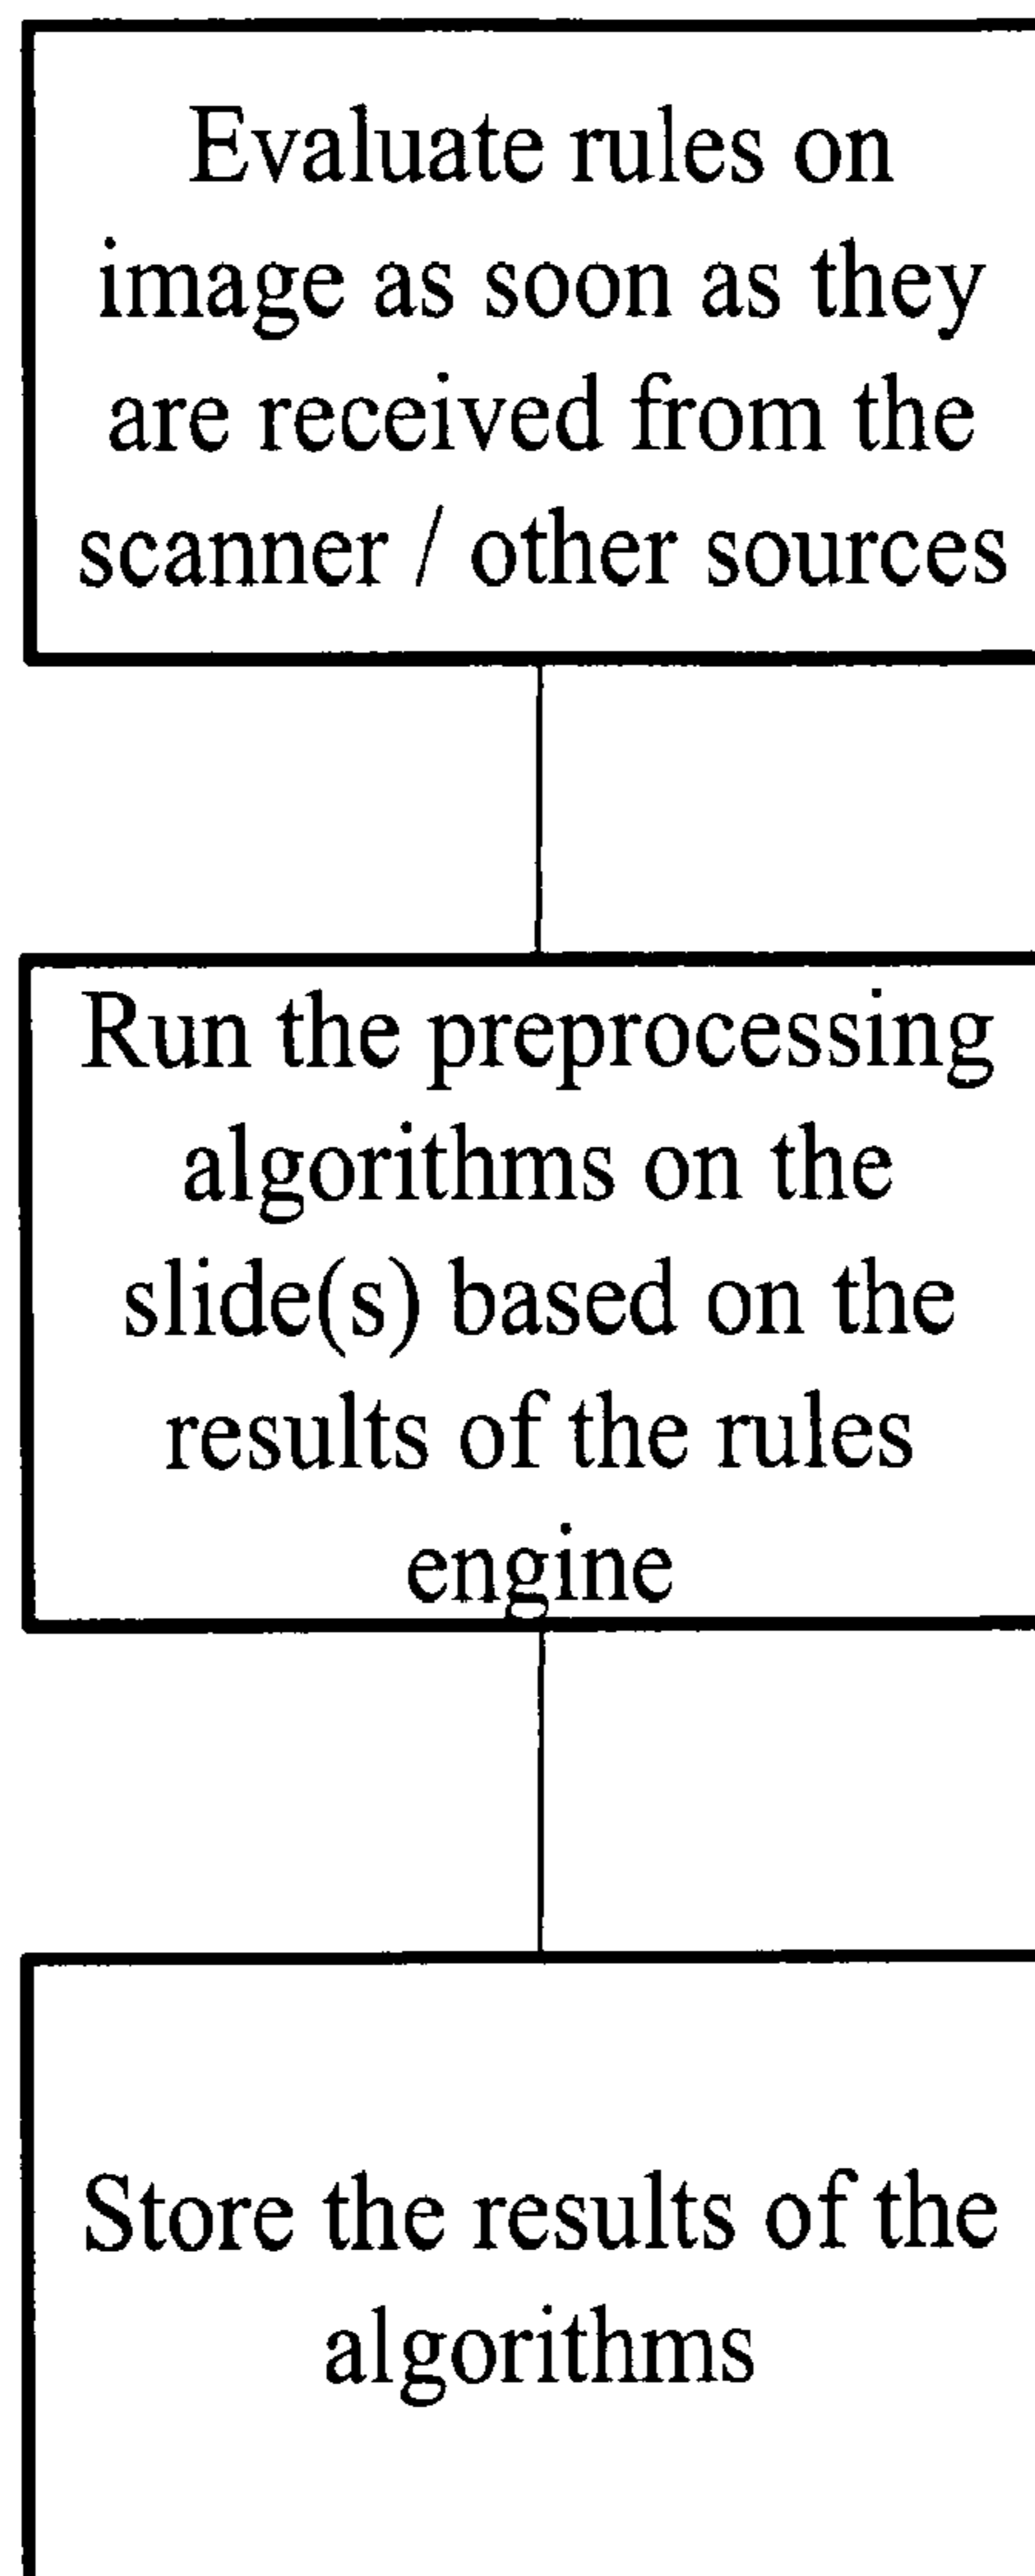 Evaluate rules on
image as soon as they
are received from the
scanner / other sources
Run the preprocessing
algorithms on the
slide(s) based on the
results of the rules
engine
Store the results of the
algorithms